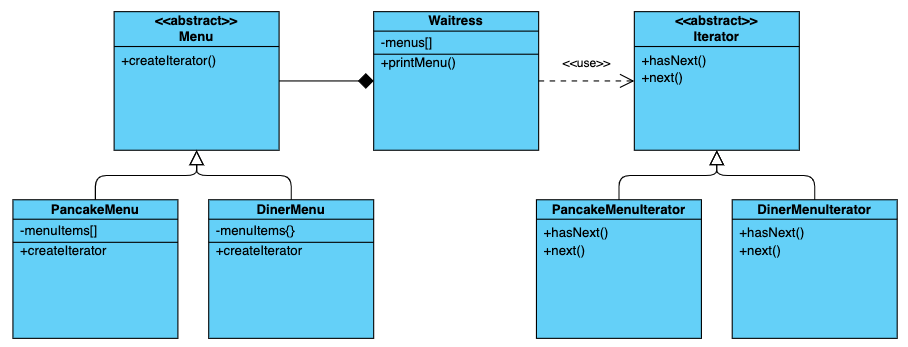 <<abstract>>
Menu
+createIterator()
Waitress
-menus[]
+printMenu()
<<use>>
<<abstract>>
Iterator
+hasNext()
+next()
PancakeMenu
-menuItems[]
+createIterator
DinerMenu
-menuItems{}
+createIterator
PancakeMenuIterator
+hasNext()
+next()
DinerMenuIterator
+hasNext()
+next()